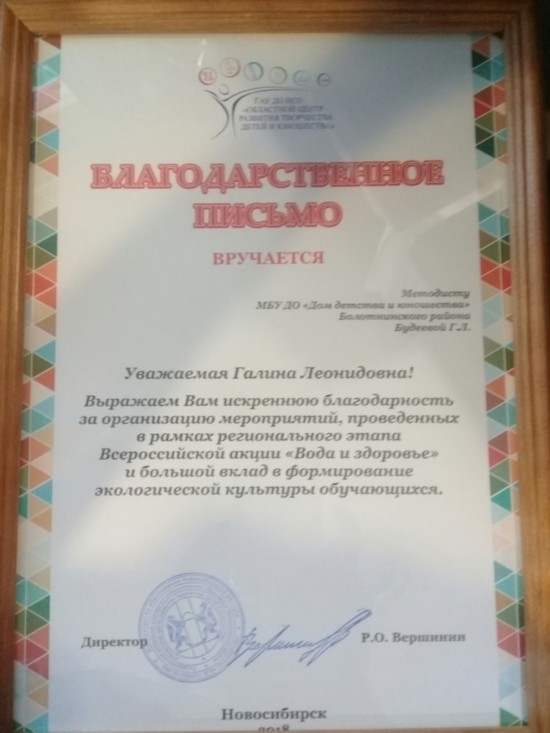 ГАУ ДО НСО
«ОБЛАСТНОЙ ЦЕНТР
РАЗВИТИЯ ТВОРЧЕСТВА
ДЕТЕЙ И ЮНОШЕСТВА»
БЛАГОДАРСТВЕННОЕ
ПИСЬМО
ВРУЧАЕТСЯ
Методисту
МБУ ДО «Дом детства и юношества»
Болотнинского района
Будеевой Г.Л.
Уважаемая Галина Леонидовна!
Выражаем Вам искреннюю благодарность
за организацию мероприятий, проведенных
в рамках регионального этапа
Всероссийской акции «Вода и здоровье»
и большой вклад в формирование
экологической культуры обучающихся.
Директор
Р.О. Вершинин
Новосибирск
2018